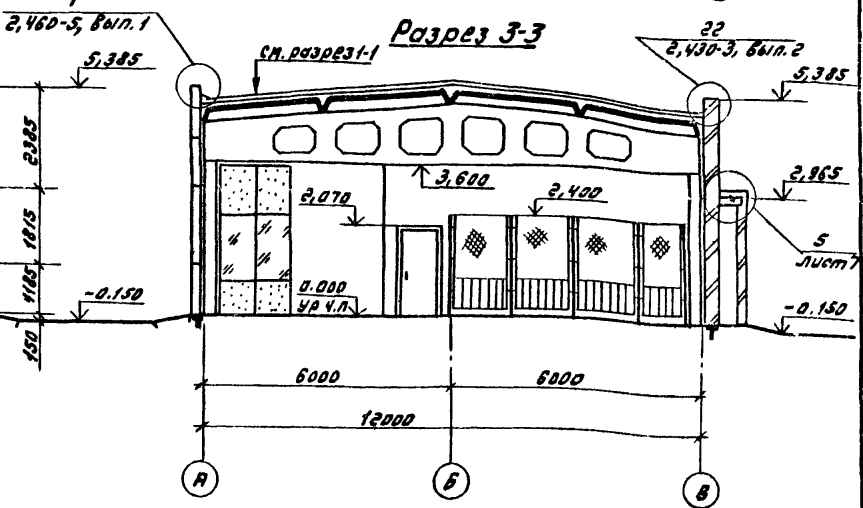 2,460-5, Вып.1
Разрез 3-3
22
2,430-3, Вып.2
5,385
см. разрез 1-1
5,385
2385
3,600
2,965
2,070
2,400
1815
5
лист 7
1185
-0.150
0.000
ур ч.п
-0.150
150
6000
6000
12000
А
Б
В